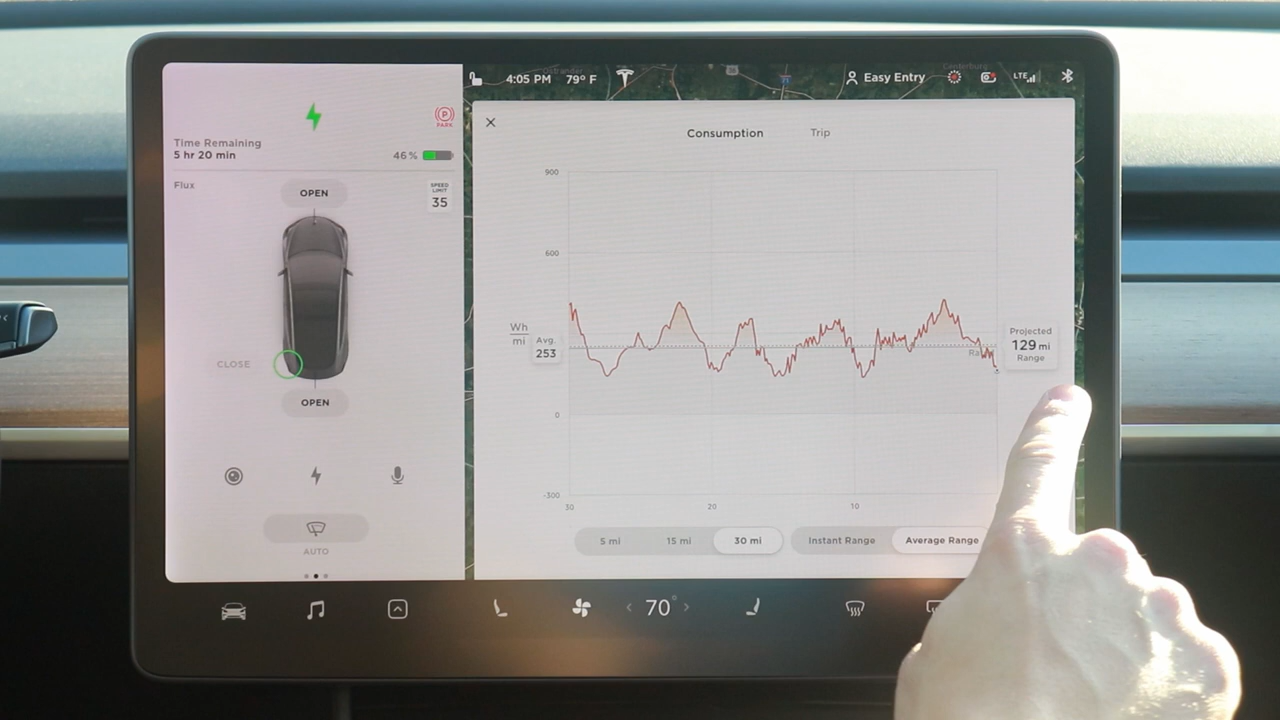 4:05 PM 79° F
Easy Entry
LTE
PARK
Time Remaining
5 hr 20 min
46 %
Flux
SPEED
LIMIT
35
OPEN
CLOSE
OPEN
AUTO
Consumption Trip
900
600
Wh
mi
Avg.
253
0
-300
30 20 10
Ra
Projected
129 mi
Range
5 mi 15 mi 30 mi Instant Range Average Range
70°